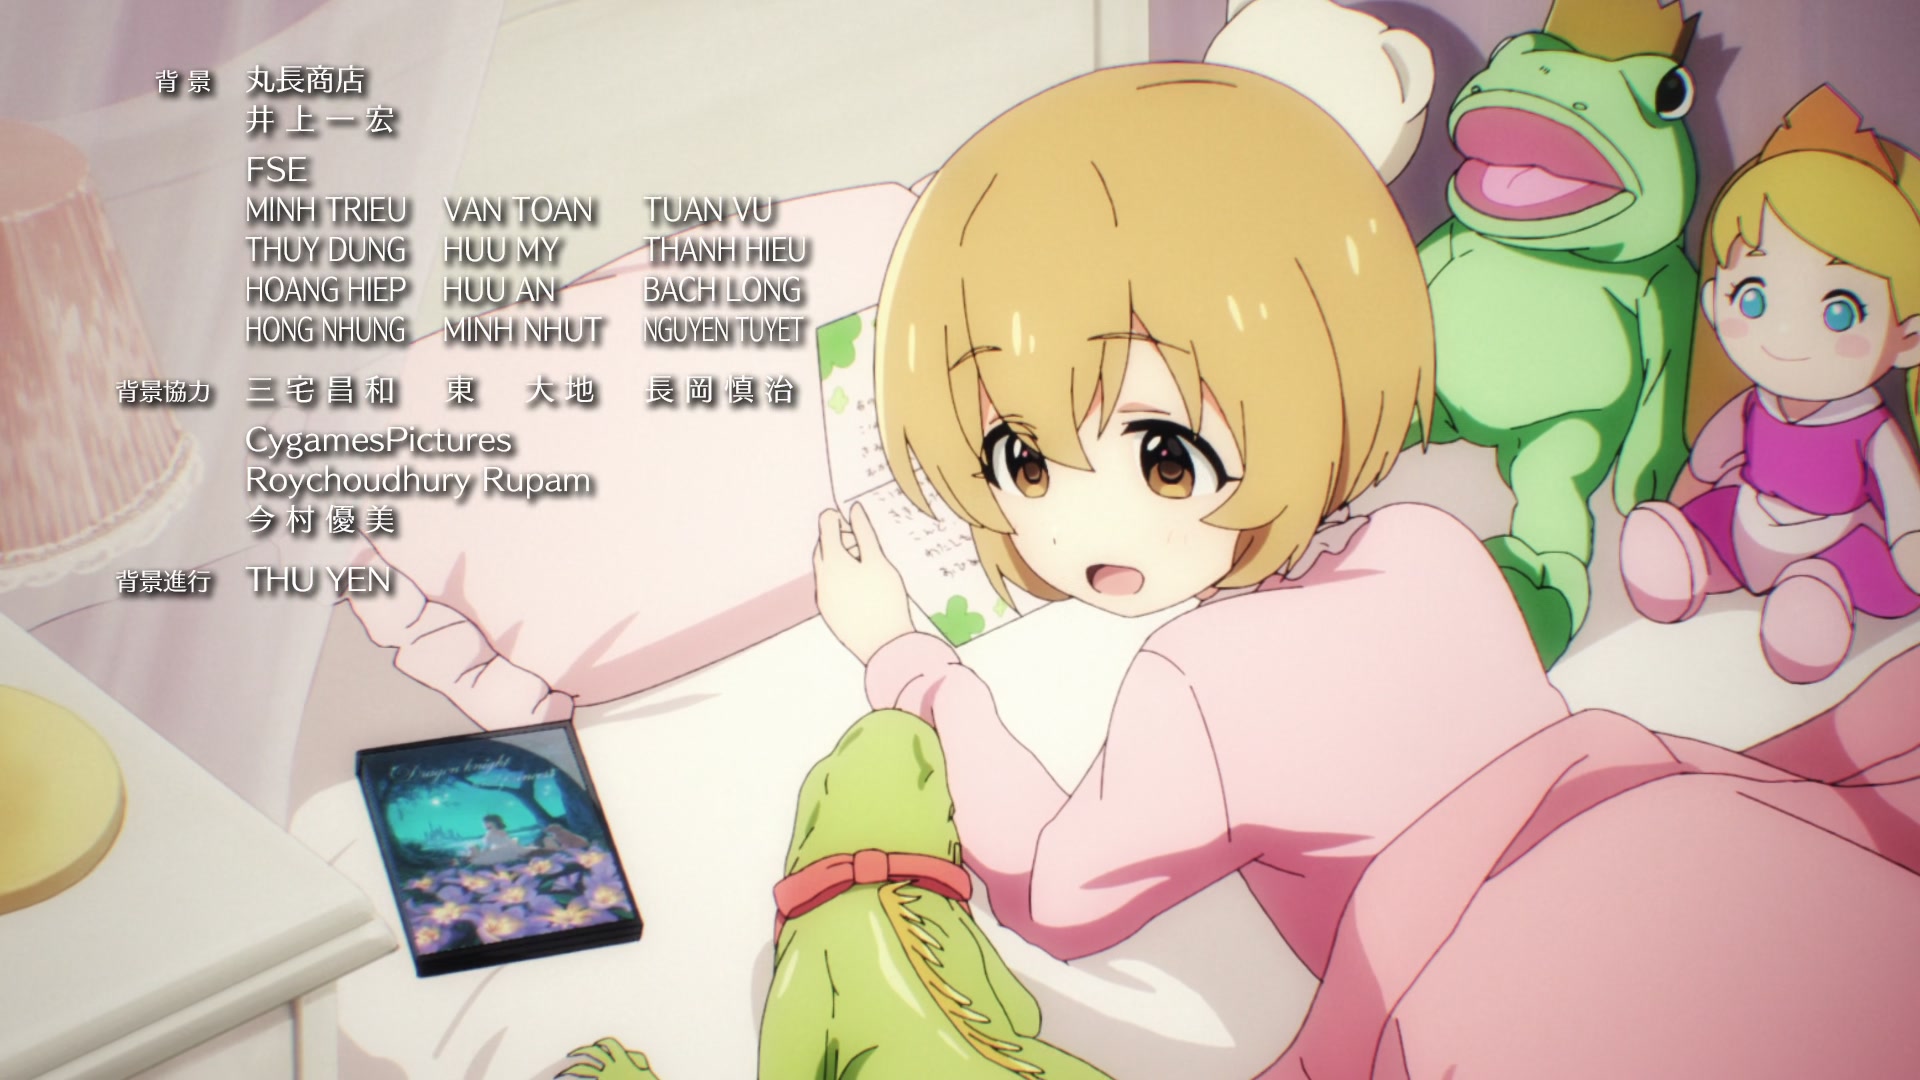 背景 丸長商店
井上一宏
FSE
MINH TRIEU VAN TOAN TUAN VU
THUY DUNG HUU MY THANH HIEU
HOANG HIEP HUU AN BACH LONG
HONG NHUNG MINH NHUT NGUYEN TUYET
背景協力 三宅昌和 東 大地 長岡慎治
CygamesPictures
Roychoudhury Rupam
今村優美
背景進行 THU YEN
Dragon knight